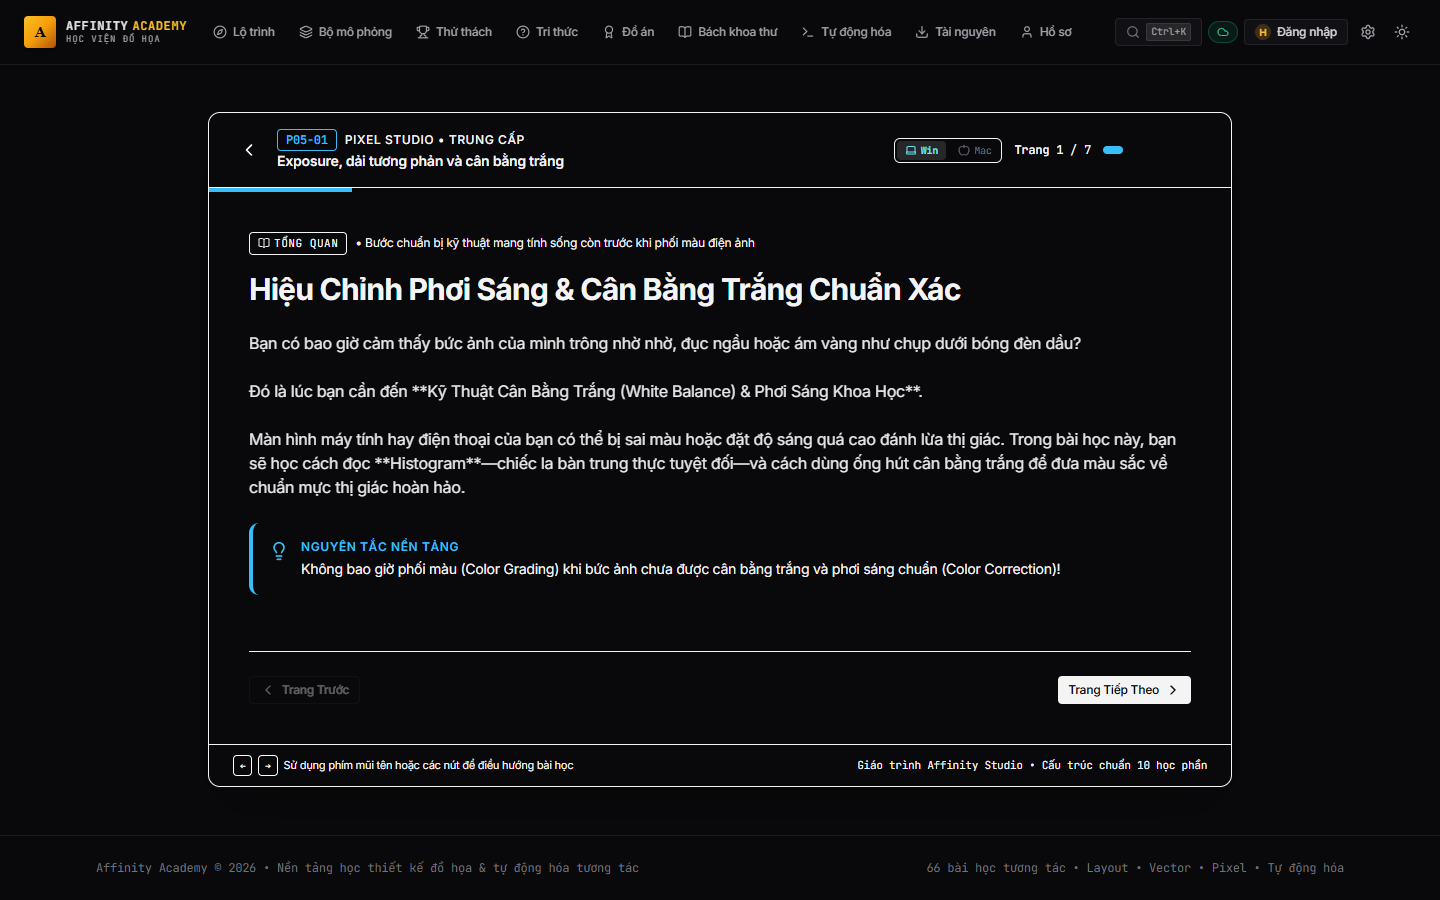 A
AFFINITY ACADEMY
HỌC VIỆN ĐỒ HỌA
Lộ trình
Bộ mô phỏng
Thử thách
Tri thức
Đồ án
Bách khoa thư
Tự động hóa
Tài nguyên
Hồ sơ
Ctrl+K
H
Đăng nhập
P05-01 PIXEL STUDIO • TRUNG CẤP
Exposure, dải tương phản và cân bằng trắng
Win
Mac
Trang 1 / 7
TỔNG QUAN • Bước chuẩn bị kỹ thuật mang tính sống còn trước khi phối màu điện ảnh
Hiệu Chỉnh Phơi Sáng & Cân Bằng Trắng Chuẩn Xác
Bạn có bao giờ cảm thấy bức ảnh của mình trông nhờ nhờ, đục ngầu hoặc ám vàng như chụp dưới bóng đèn dầu?
Đó là lúc bạn cần đến **Kỹ Thuật Cân Bằng Trắng (White Balance) & Phơi Sáng Khoa Học**.
Màn hình máy tính hay điện thoại của bạn có thể bị sai màu hoặc đặt độ sáng quá cao đánh lừa thị giác. Trong bài học này, bạn
sẽ học cách đọc **Histogram**—chiếc la bàn trung thực tuyệt đối—và cách dùng ống hút cân bằng trắng để đưa màu sắc về
chuẩn mực thị giác hoàn hảo.
NGUYÊN TẮC NỀN TẢNG
Không bao giờ phối màu (Color Grading) khi bức ảnh chưa được cân bằng trắng và phơi sáng chuẩn (Color Correction)!
Trang Trước
Trang Tiếp Theo
← → Sử dụng phím mũi tên hoặc các nút để điều hướng bài học
Giáo trình Affinity Studio • Cấu trúc chuẩn 10 học phần
Affinity Academy © 2026 • Nền tảng học thiết kế đồ họa & tự động hóa tương tác
66 bài học tương tác • Layout • Vector • Pixel • Tự động hóa